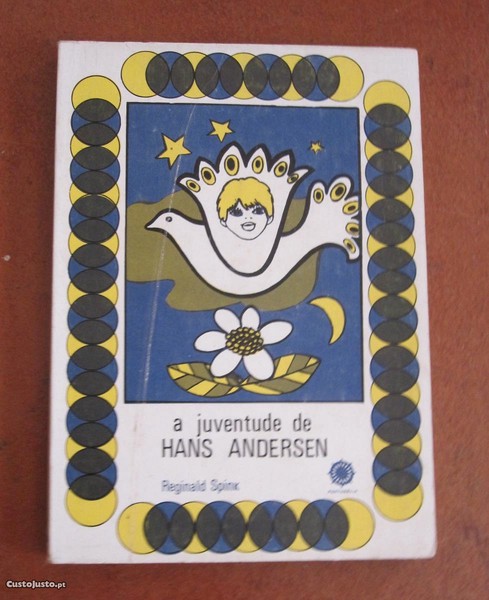 a juventude de
HANS ANDERSEN
Reginald Spink
CustoJusto.pt